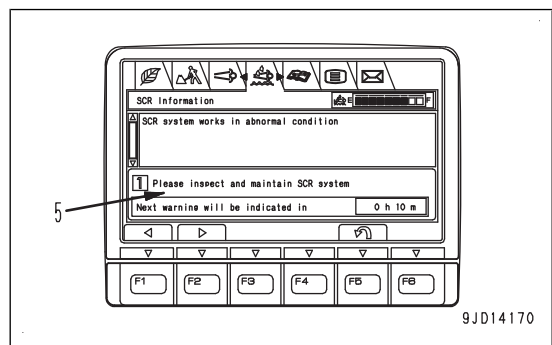 SCR Information
E F
SCR system works in abnormal condition
1 Please inspect and maintain SCR system
5
Next warning will be indicated in 0 h 10 m
F1 F2 F3 F4 F5 F6
9JD14170